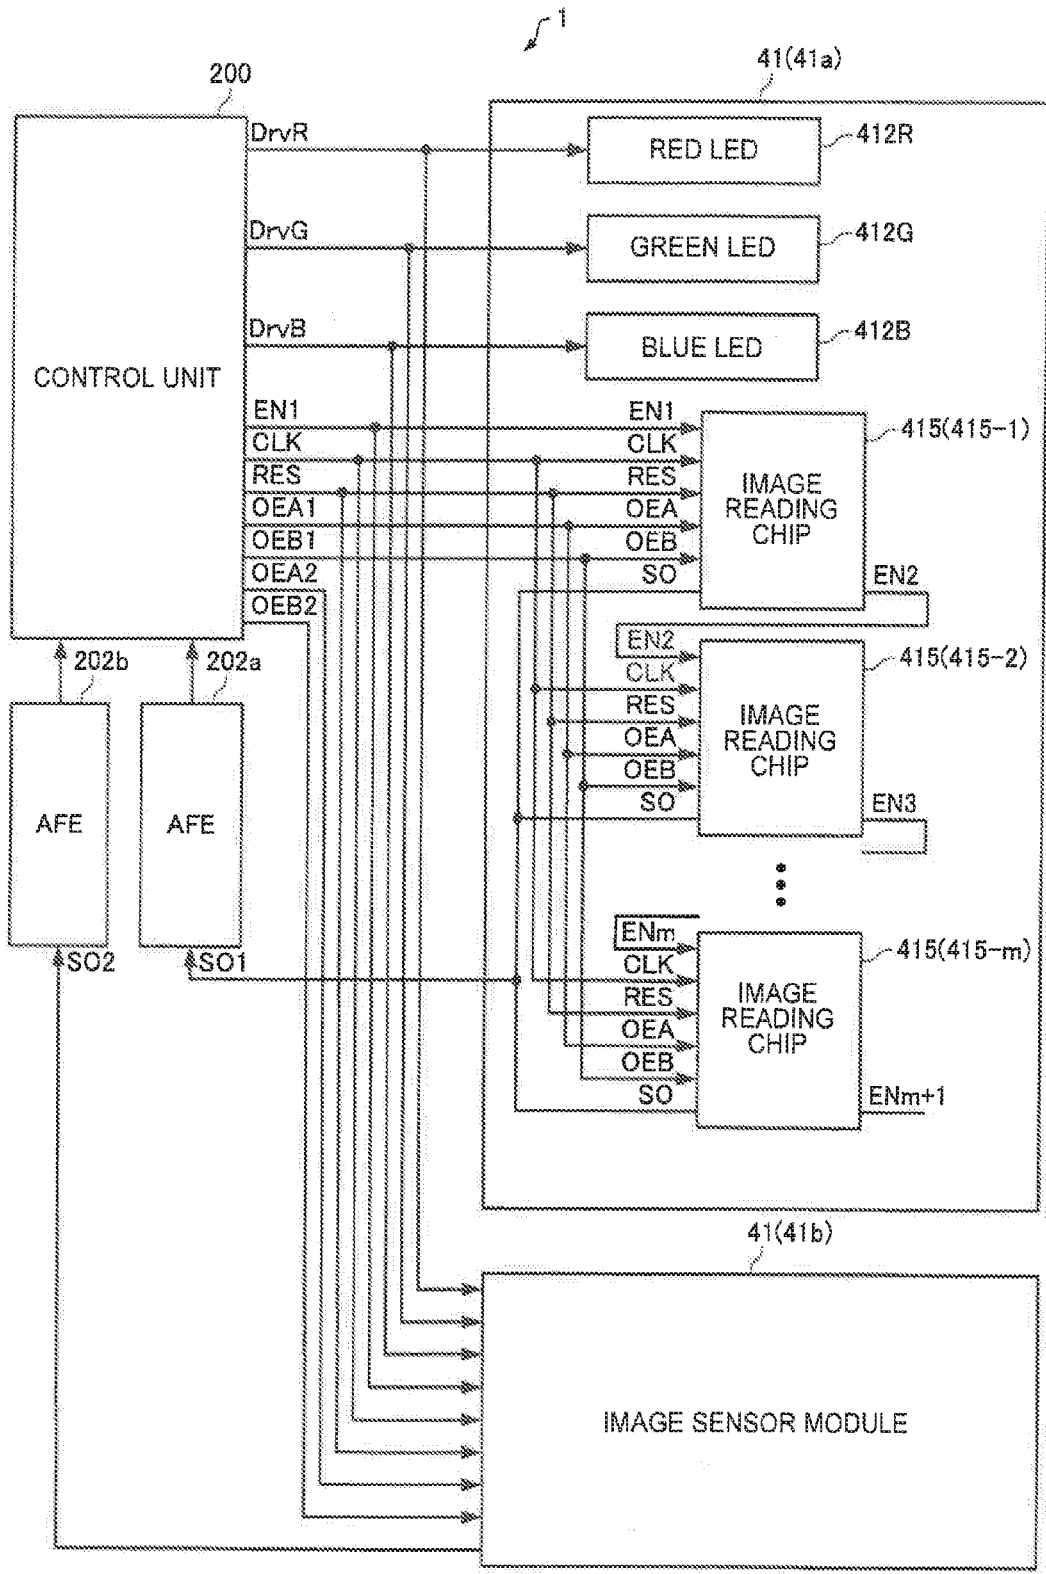 1
200
41(41a)
DrvR
RED LED
412R
DrvG
GREEN LED
412G
DrvB
BLUE LED
412B
CONTROL UNIT
EN1
CLK
RES
OEA1
OEB1
OEA2
OEB2
EN1
CLK
RES
OEA
OEB
SO
IMAGE
READING
CHIP
415(415-1)
EN2
202b
202a
AFE
AFE
SO2
SO1
EN2
CLK
RES
OEA
OEB
SO
IMAGE
READING
CHIP
415(415-2)
EN3
ENm
CLK
RES
OEA
OEB
SO
IMAGE
READING
CHIP
415(415-m)
ENm+1
41(41b)
IMAGE SENSOR MODULE